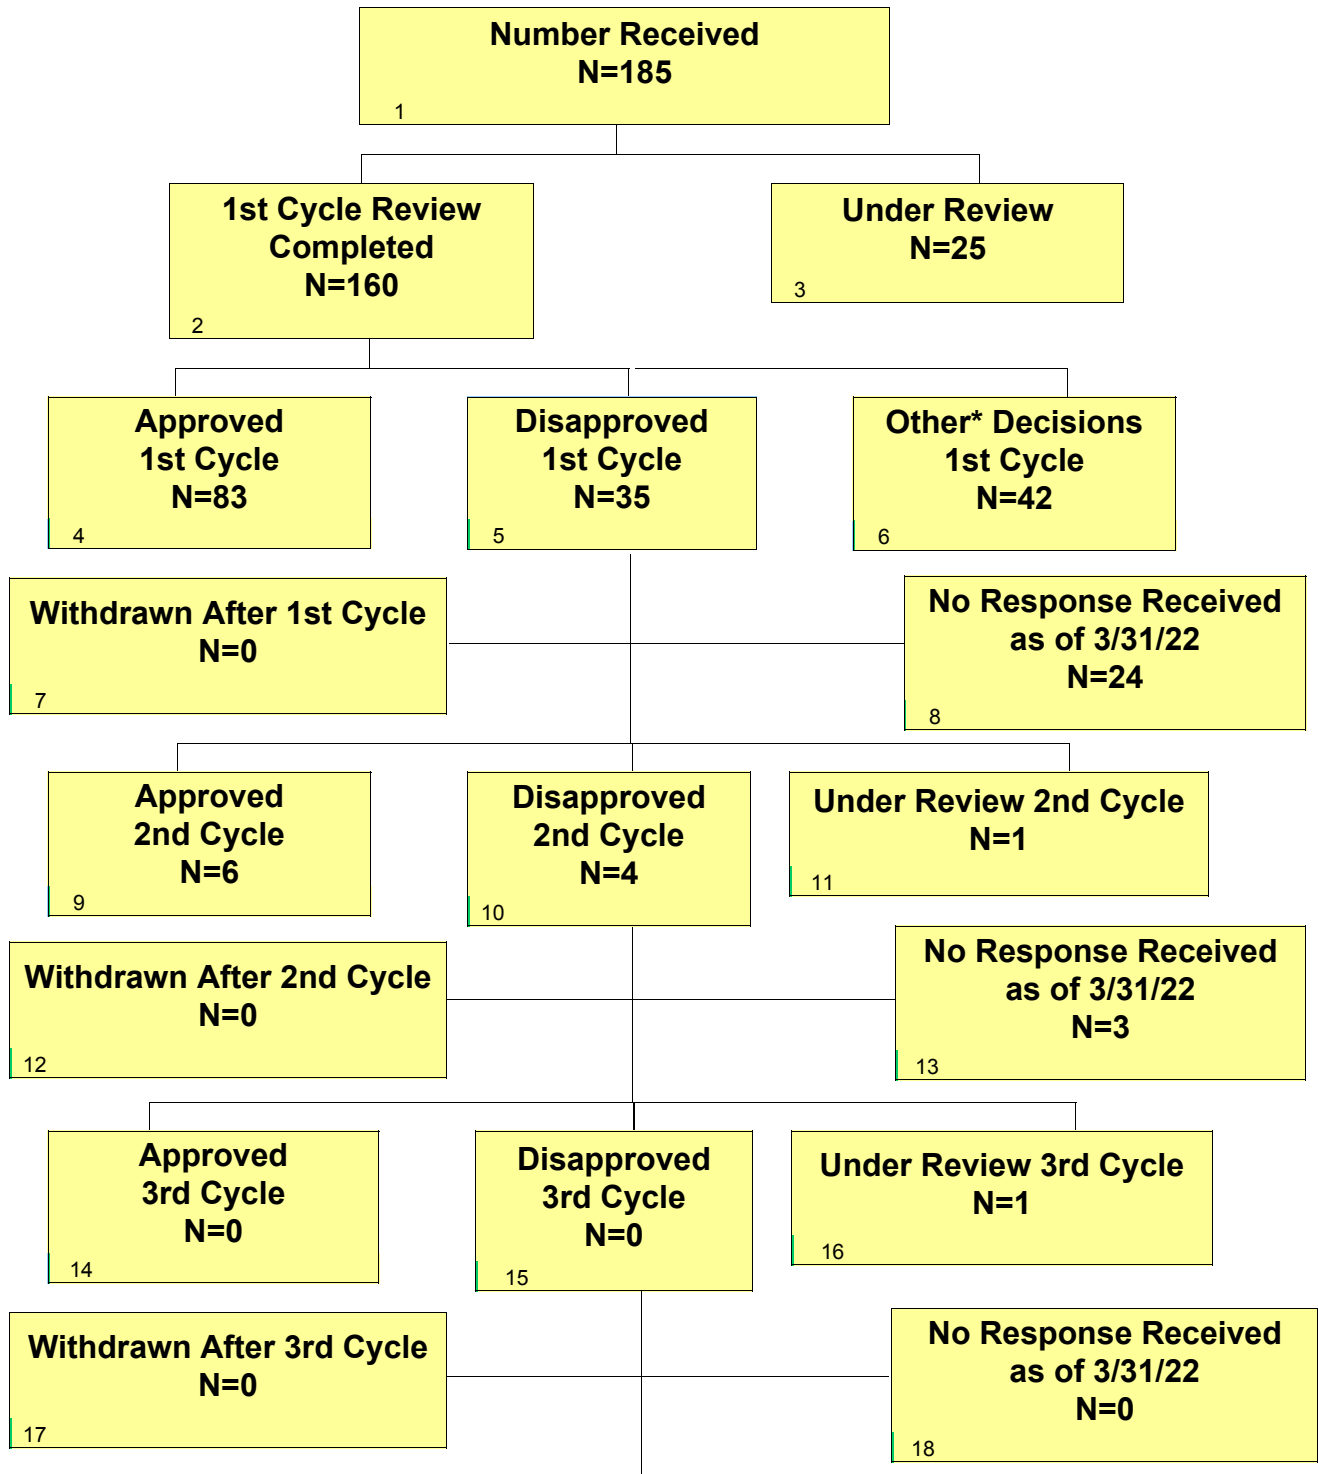 Number Received
N=185
1
1st Cycle Review
Completed
N=160
2
Under Review
N=25
3
Approved
1st Cycle
N=83
4
Disapproved
1st Cycle
N=35
5
Other* Decisions
1st Cycle
N=42
6
Withdrawn After 1st Cycle
N=0
7
No Response Received
as of 3/31/22
N=24
8
Approved
2nd Cycle
N=6
9
Disapproved
2nd Cycle
N=4
10
Under Review 2nd Cycle
N=1
11
Withdrawn After 2nd Cycle
N=0
12
No Response Received
as of 3/31/22
N=3
13
Approved
3rd Cycle
N=0
14
Disapproved
3rd Cycle
N=0
15
Under Review 3rd Cycle
N=1
16
Withdrawn After 3rd Cycle
N=0
17
No Response Received
as of 3/31/22
N=0
18